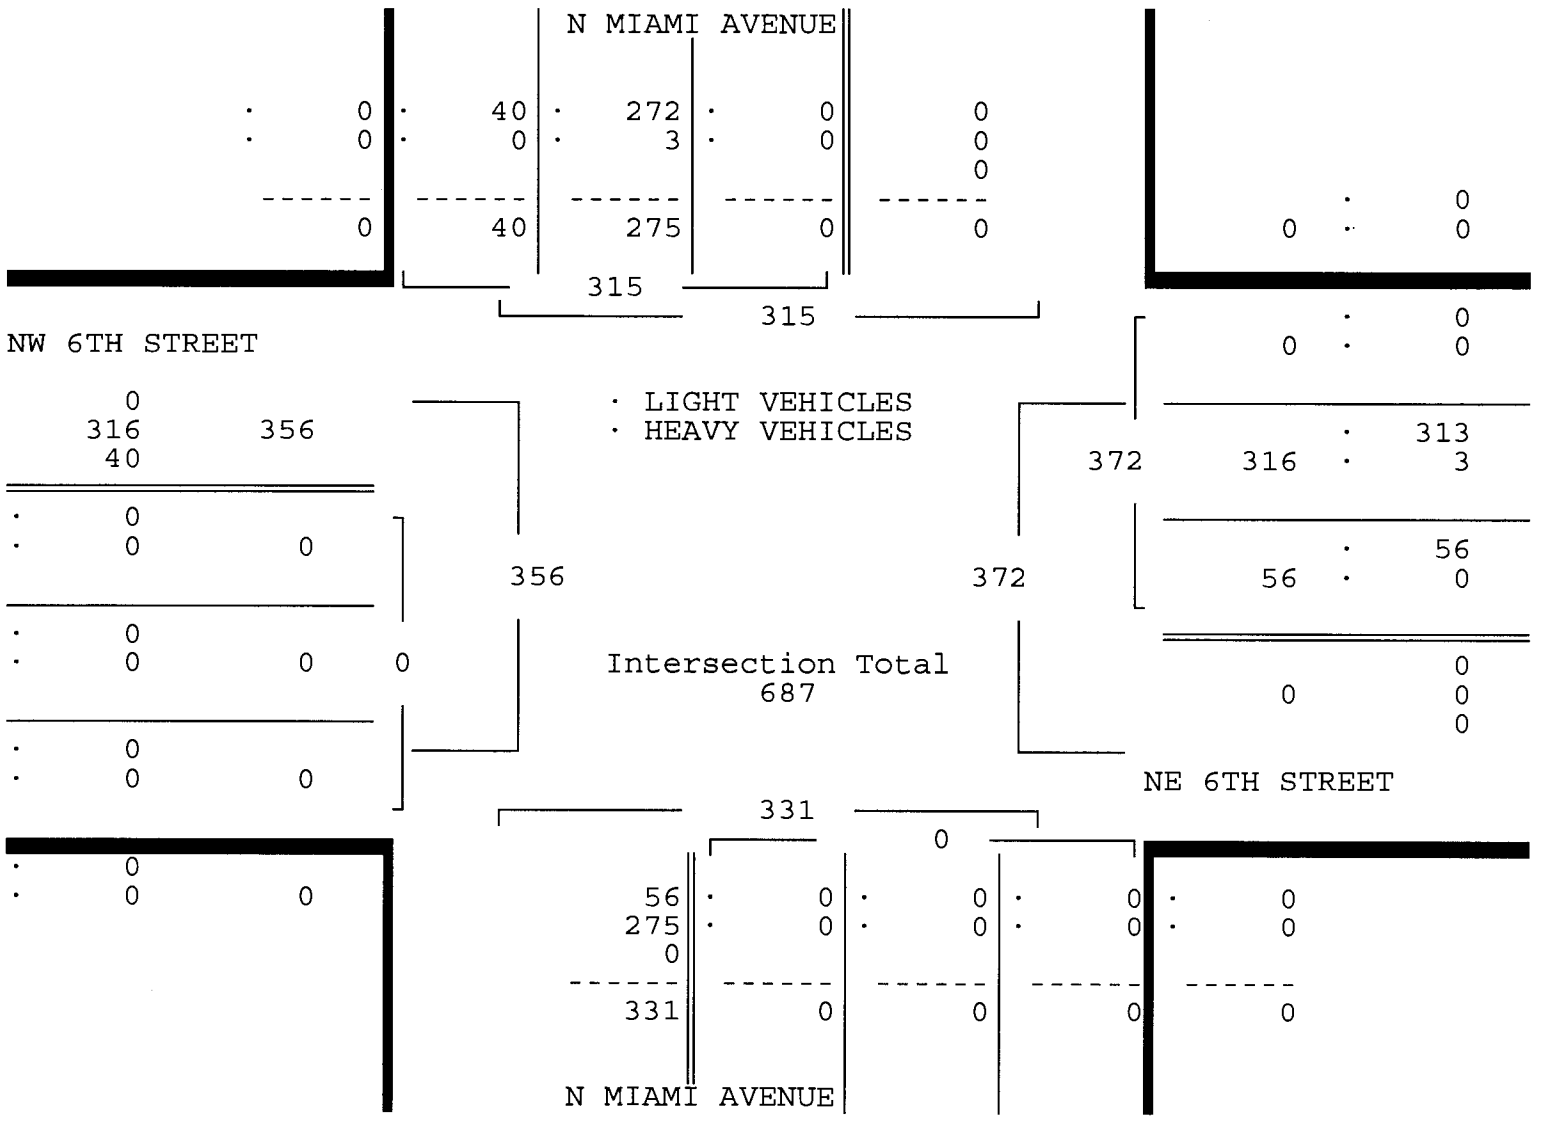 N MIAMI AVENUE
· 0 · 40 · 272 · 0 0
· 0 · 0 · 3 · 0 0
0
------ ------ ------ ------ ------
· 0
0 40 275 0 0 0 · 0
315
315
· 0
NW 6TH STREET 0 · 0
0 · LIGHT VEHICLES
316 356 · HEAVY VEHICLES · 313
40 372 316 · 3
· 0
· 0 0 · 56
356 372 56 · 0
· 0
· 0 0 0 Intersection Total 0
687 0 0
0
· 0
· 0 0 NE 6TH STREET
331
0
· 0
· 0 0 56 · 0 · 0 · 0 · 0
275 · 0 · 0 · 0 · 0
0
------ ------ ------ ------ ------
331 0 0 0 0
N MIAMI AVENUE